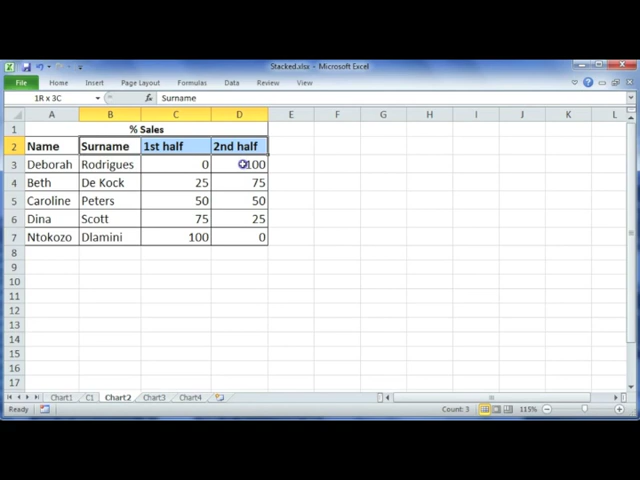 Stacked.xlsx - Microsoft Excel
File Home Insert Page Layout Formulas Data Review View
1R x 3C fx Surname
A B C D E F G H I J K L
1 % Sales
2 Name Surname 1st half 2nd half
3 Deborah Rodrigues 0 100
4 Beth De Kock 25 75
5 Caroline Peters 50 50
6 Dina Scott 75 25
7 Ntokozo Dlamini 100 0
8
9
10
11
12
13
14
15
16
17
Chart1 C1 Chart2 Chart3 Chart4
Ready Count: 3 115%